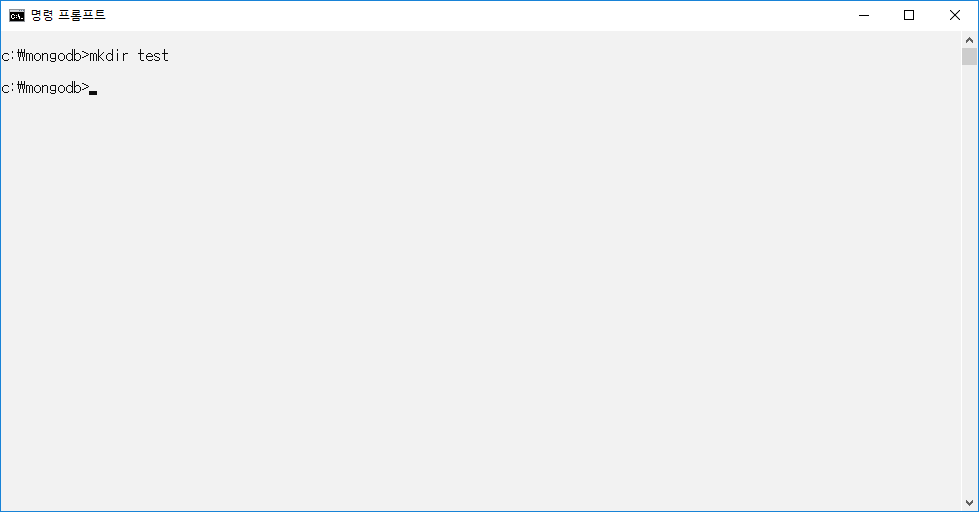 명령 프롬프트
c:₩mongodb>mkdir test
c:₩mongodb>